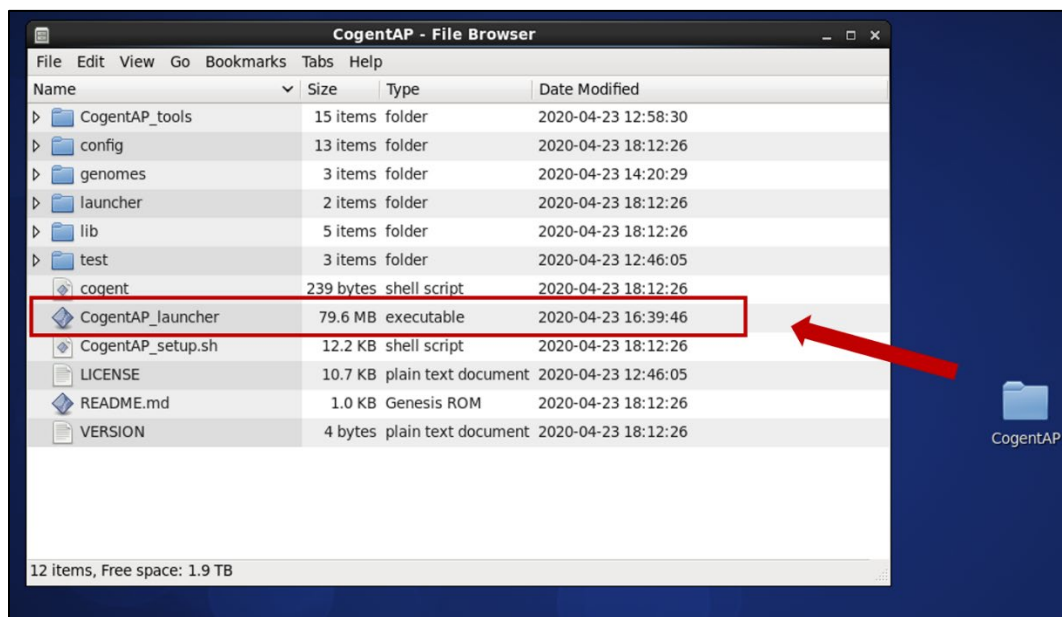 CogentAP - File Browser
File Edit View Go Bookmarks Tabs Help
Name Size Type Date Modified
CogentAP_tools 15 items folder 2020-04-23 12:58:30
config 13 items folder 2020-04-23 18:12:26
genomes 3 items folder 2020-04-23 14:20:29
launcher 2 items folder 2020-04-23 18:12:26
lib 5 items folder 2020-04-23 18:12:26
test 3 items folder 2020-04-23 12:46:05
cogent 239 bytes shell script 2020-04-23 18:12:26
CogentAP_launcher 79.6 MB executable 2020-04-23 16:39:46
CogentAP_setup.sh 12.2 KB shell script 2020-04-23 18:12:26
LICENSE 10.7 KB plain text document 2020-04-23 12:46:05
README.md 1.0 KB Genesis ROM 2020-04-23 18:12:26
VERSION 4 bytes plain text document 2020-04-23 18:12:26
CogentAP
12 items, Free space: 1.9 TB